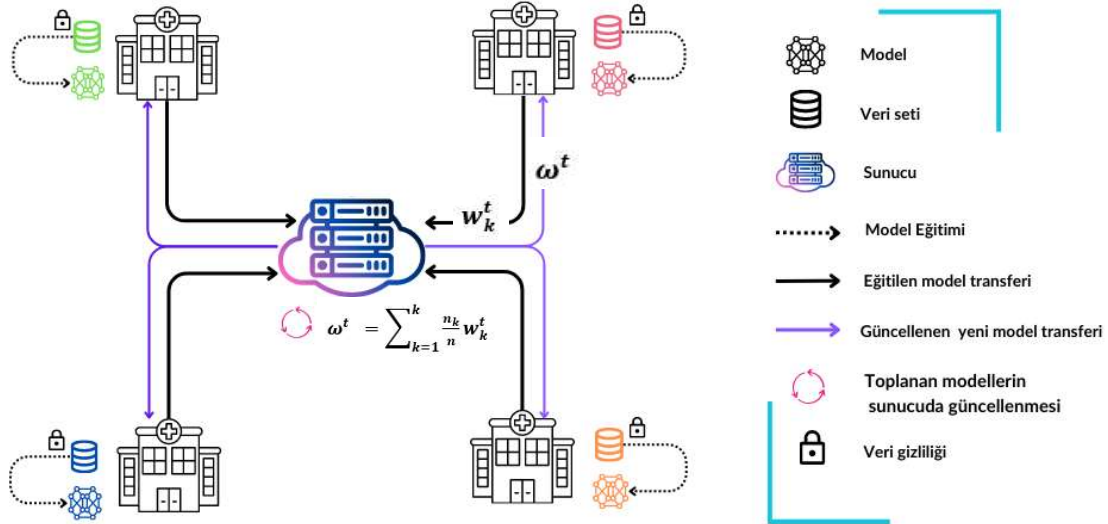 ω^t
w_k^t
ω^t = ∑_{k=1}^{k} \frac{n_k}{n} w_k^t
Model
Veri seti
Sunucu
Model Eğitimi
Eğitilen model transferi
Güncellenen yeni model transferi
Toplanan modellerin
sunucuda güncellenmesi
Veri gizliliği